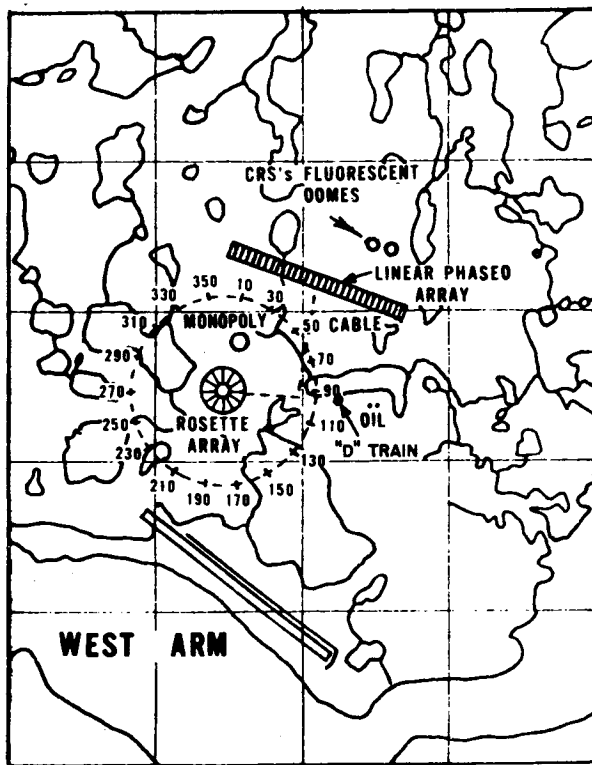 CRS's FLUORESCENT
DOMES
LINEAR PHASED
ARRAY
350
10
330
30
310
MONOPOLY
50
CABLE
290
70
270
90
ROSETTE
ARRAY
OIL
250
110
"D" TRAIN
230
130
210
190
170
150
WEST ARM